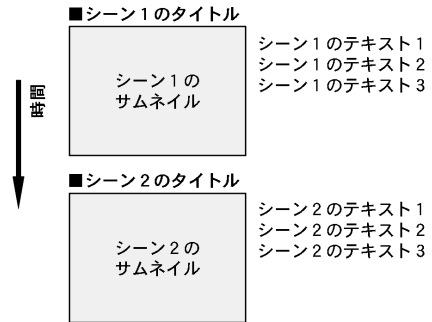 ■シーン1のタイトル
シーン1の
サムネイル
シーン1のテキスト1
シーン1のテキスト2
シーン1のテキスト3
時間
■シーン2のタイトル
シーン2の
サムネイル
シーン2のテキスト1
シーン2のテキスト2
シーン2のテキスト3